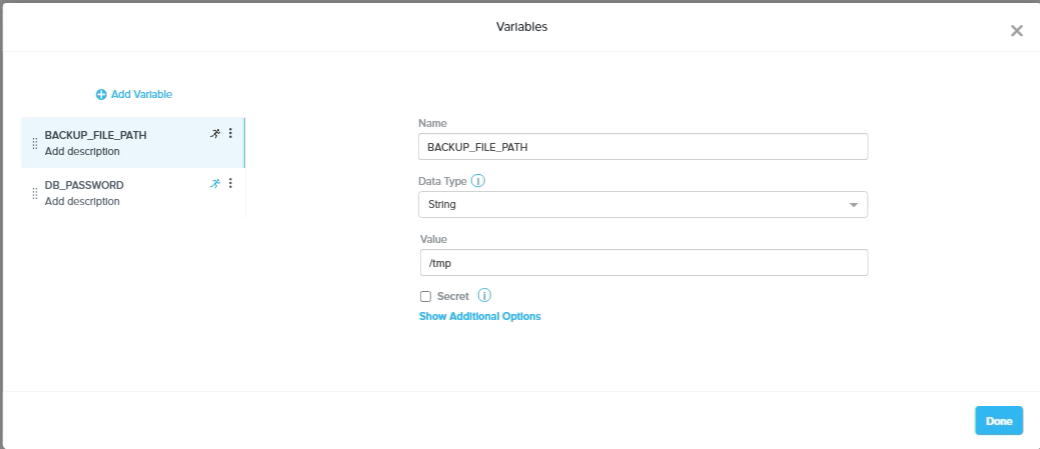 Variables
Add Variable
BACKUP_FILE_PATH
Add description
DB_PASSWORD
Add description
Name
BACKUP_FILE_PATH
Data Type
String
Value
/tmp
Secret
Show Additional Options
Done